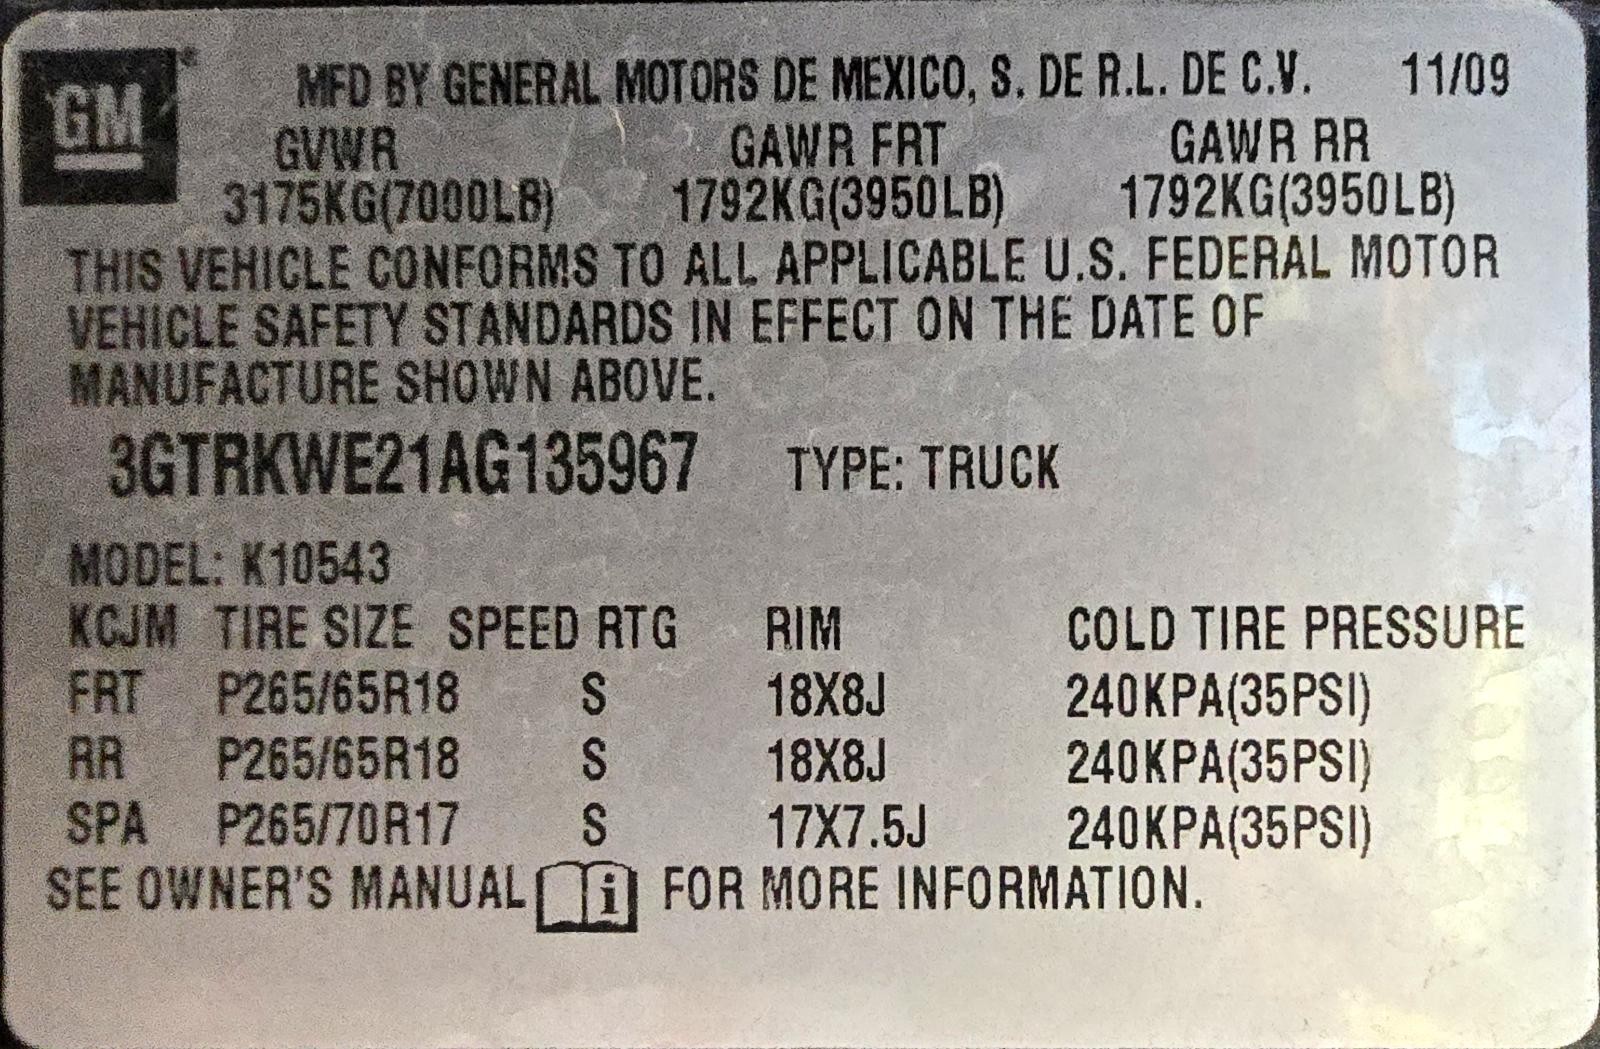 GM
MFD BY GENERAL MOTORS DE MEXICO, S. DE R.L. DE C.V. 11/09
GVWR GAWR FRT GAWR RR
3175KG(7000LB) 1792KG(3950LB) 1792KG(3950LB)
THIS VEHICLE CONFORMS TO ALL APPLICABLE U.S. FEDERAL MOTOR
VEHICLE SAFETY STANDARDS IN EFFECT ON THE DATE OF
MANUFACTURE SHOWN ABOVE.
3GTRKWE21AG135967 TYPE: TRUCK
MODEL: K10543
KCJM TIRE SIZE SPEED RTG RIM COLD TIRE PRESSURE
FRT P265/65R18 S 18X8J 240KPA(35PSI)
RR P265/65R18 S 18X8J 240KPA(35PSI)
SPA P265/70R17 S 17X7.5J 240KPA(35PSI)
SEE OWNER'S MANUAL i FOR MORE INFORMATION.